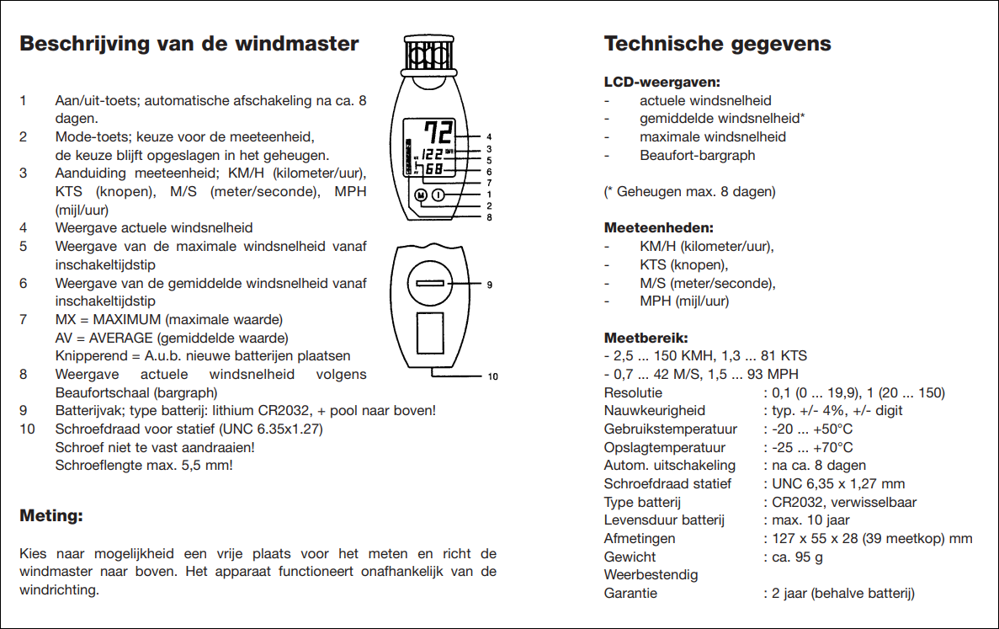 Beschrijving van de windmaster
1 Aan/uit-toets; automatische afschakeling na ca. 8
dagen.
2 Mode-toets; keuze voor de meeteenheid,
de keuze blijft opgeslagen in het geheugen.
3 Aanduiding meeteenheid; KM/H (kilometer/uur),
KTS (knopen), M/S (meter/seconde), MPH
(mijl/uur)
4 Weergave actuele windsnelheid
5 Weergave van de maximale windsnelheid vanaf
inschakeltijdstip
6 Weergave van de gemiddelde windsnelheid vanaf
inschakeltijdstip
7 MX = MAXIMUM (maximale waarde)
AV = AVERAGE (gemiddelde waarde)
Knipperend = A.u.b. nieuwe batterijen plaatsen
8 Weergave actuele windsnelheid volgens
Beaufortschaal (bargraph)
9 Batterijvak; type batterij: lithium CR2032, + pool naar boven!
10 Schroefdraad voor statief (UNC 6.35x1.27)
Schroef niet te vast aandraaien!
Schroeflengte max. 5,5 mm!
72
122
68
M I
4
3
5
6
7
1
2
8
9
10
Meting:
Kies naar mogelijkheid een vrije plaats voor het meten en richt de
windmaster naar boven. Het apparaat functioneert onafhankelijk van de
windrichting.
Technische gegevens
LCD-weergaven:
- actuele windsnelheid
- gemiddelde windsnelheid*
- maximale windsnelheid
- Beaufort-bargraph
(* Geheugen max. 8 dagen)
Meeteenheden:
- KM/H (kilometer/uur),
- KTS (knopen),
- M/S (meter/seconde),
- MPH (mijl/uur)
Meetbereik:
- 2,5 ... 150 KMH, 1,3 ... 81 KTS
- 0,7 ... 42 M/S, 1,5 ... 93 MPH
Resolutie : 0,1 (0 ... 19,9), 1 (20 ... 150)
Nauwkeurigheid : typ. +/- 4%, +/- digit
Gebruikstemperatuur : -20 ... +50°C
Opslagtemperatuur : -25 ... +70°C
Autom. uitschakeling : na ca. 8 dagen
Schroefdraad statief : UNC 6,35 x 1,27 mm
Type batterij : CR2032, verwisselbaar
Levensduur batterij : max. 10 jaar
Afmetingen : 127 x 55 x 28 (39 meetkop) mm
Gewicht : ca. 95 g
Weerbestendig
Garantie : 2 jaar (behalve batterij)